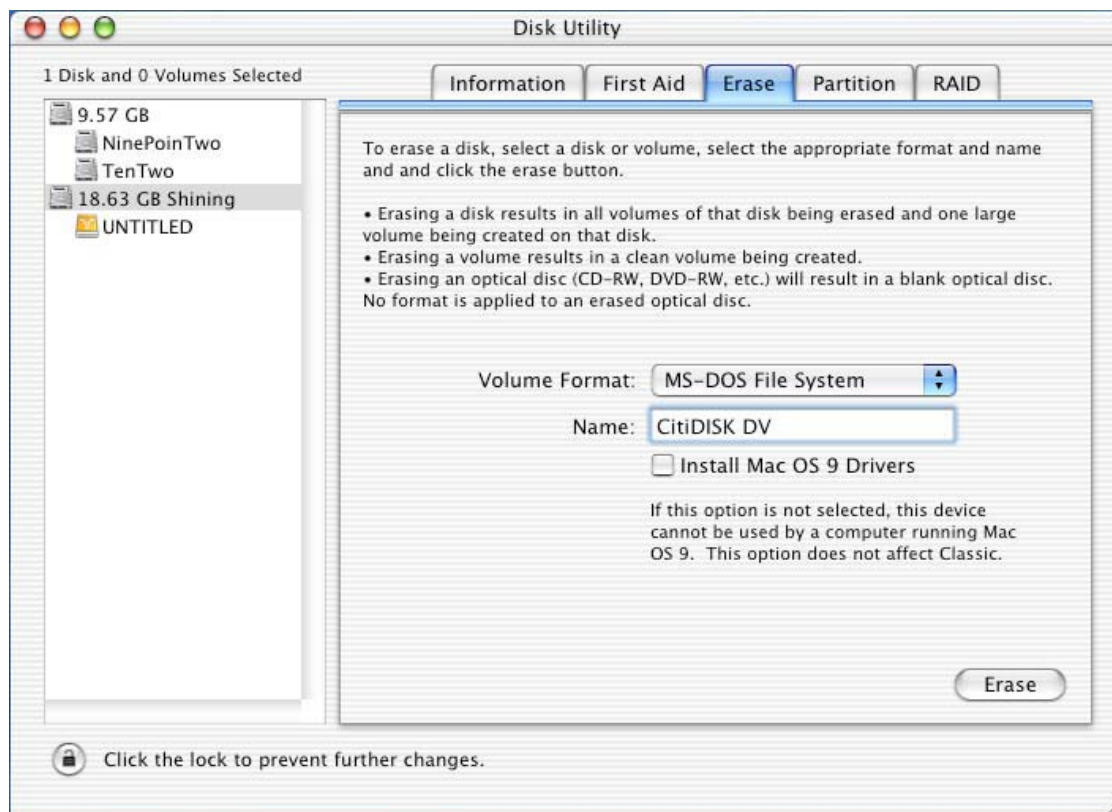 Disk Utility
1 Disk and 0 Volumes Selected
9.57 GB
NinePoinTwo
TenTwo
18.63 GB Shining
UNTITLED
Information
First Aid
Erase
Partition
RAID
To erase a disk, select a disk or volume, select the appropriate format and name
and and click the erase button.
• Erasing a disk results in all volumes of that disk being erased and one large
volume being created on that disk.
• Erasing a volume results in a clean volume being created.
• Erasing an optical disc (CD-RW, DVD-RW, etc.) will result in a blank optical disc.
No format is applied to an erased optical disc.
Volume Format: MS-DOS File System
Name: CitiDISK DV
Install Mac OS 9 Drivers
If this option is not selected, this device
cannot be used by a computer running Mac
OS 9. This option does not affect Classic.
Erase
Click the lock to prevent further changes.